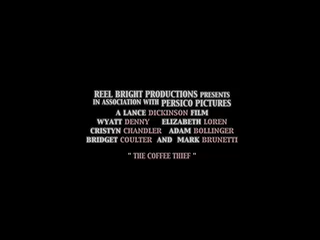 REEL BRIGHT PRODUCTIONS PRESENTS
IN ASSOCIATION WITH PERSICO PICTURES
A LANCE DICKINSON FILM
WYATT DENNY ELIZABETH LOREN
CRISTYN CHANDLER ADAM BOLLINGER
BRIDGET COULTER AND MARK BRUNETTI
" THE COFFEE THIEF "